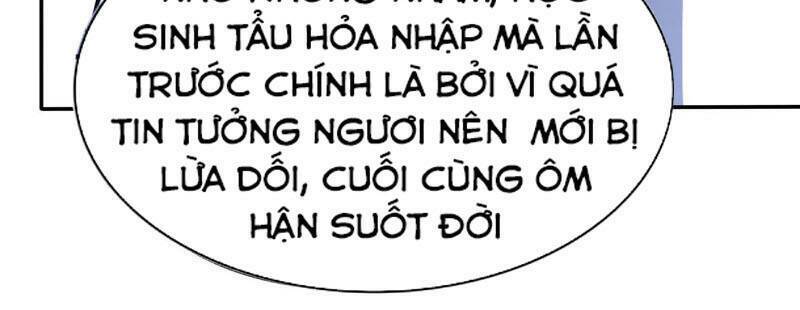 SINH TẨU HỎA NHẬP MÀ LẦN
TRƯỚC CHÍNH LÀ BỞI VÌ QUÁ
TIN TƯỞNG NGƯƠI NÊN MỚI BỊ
LỪA DỐI, CUỐI CÙNG ÔM
HẬN SUỐT ĐỜI